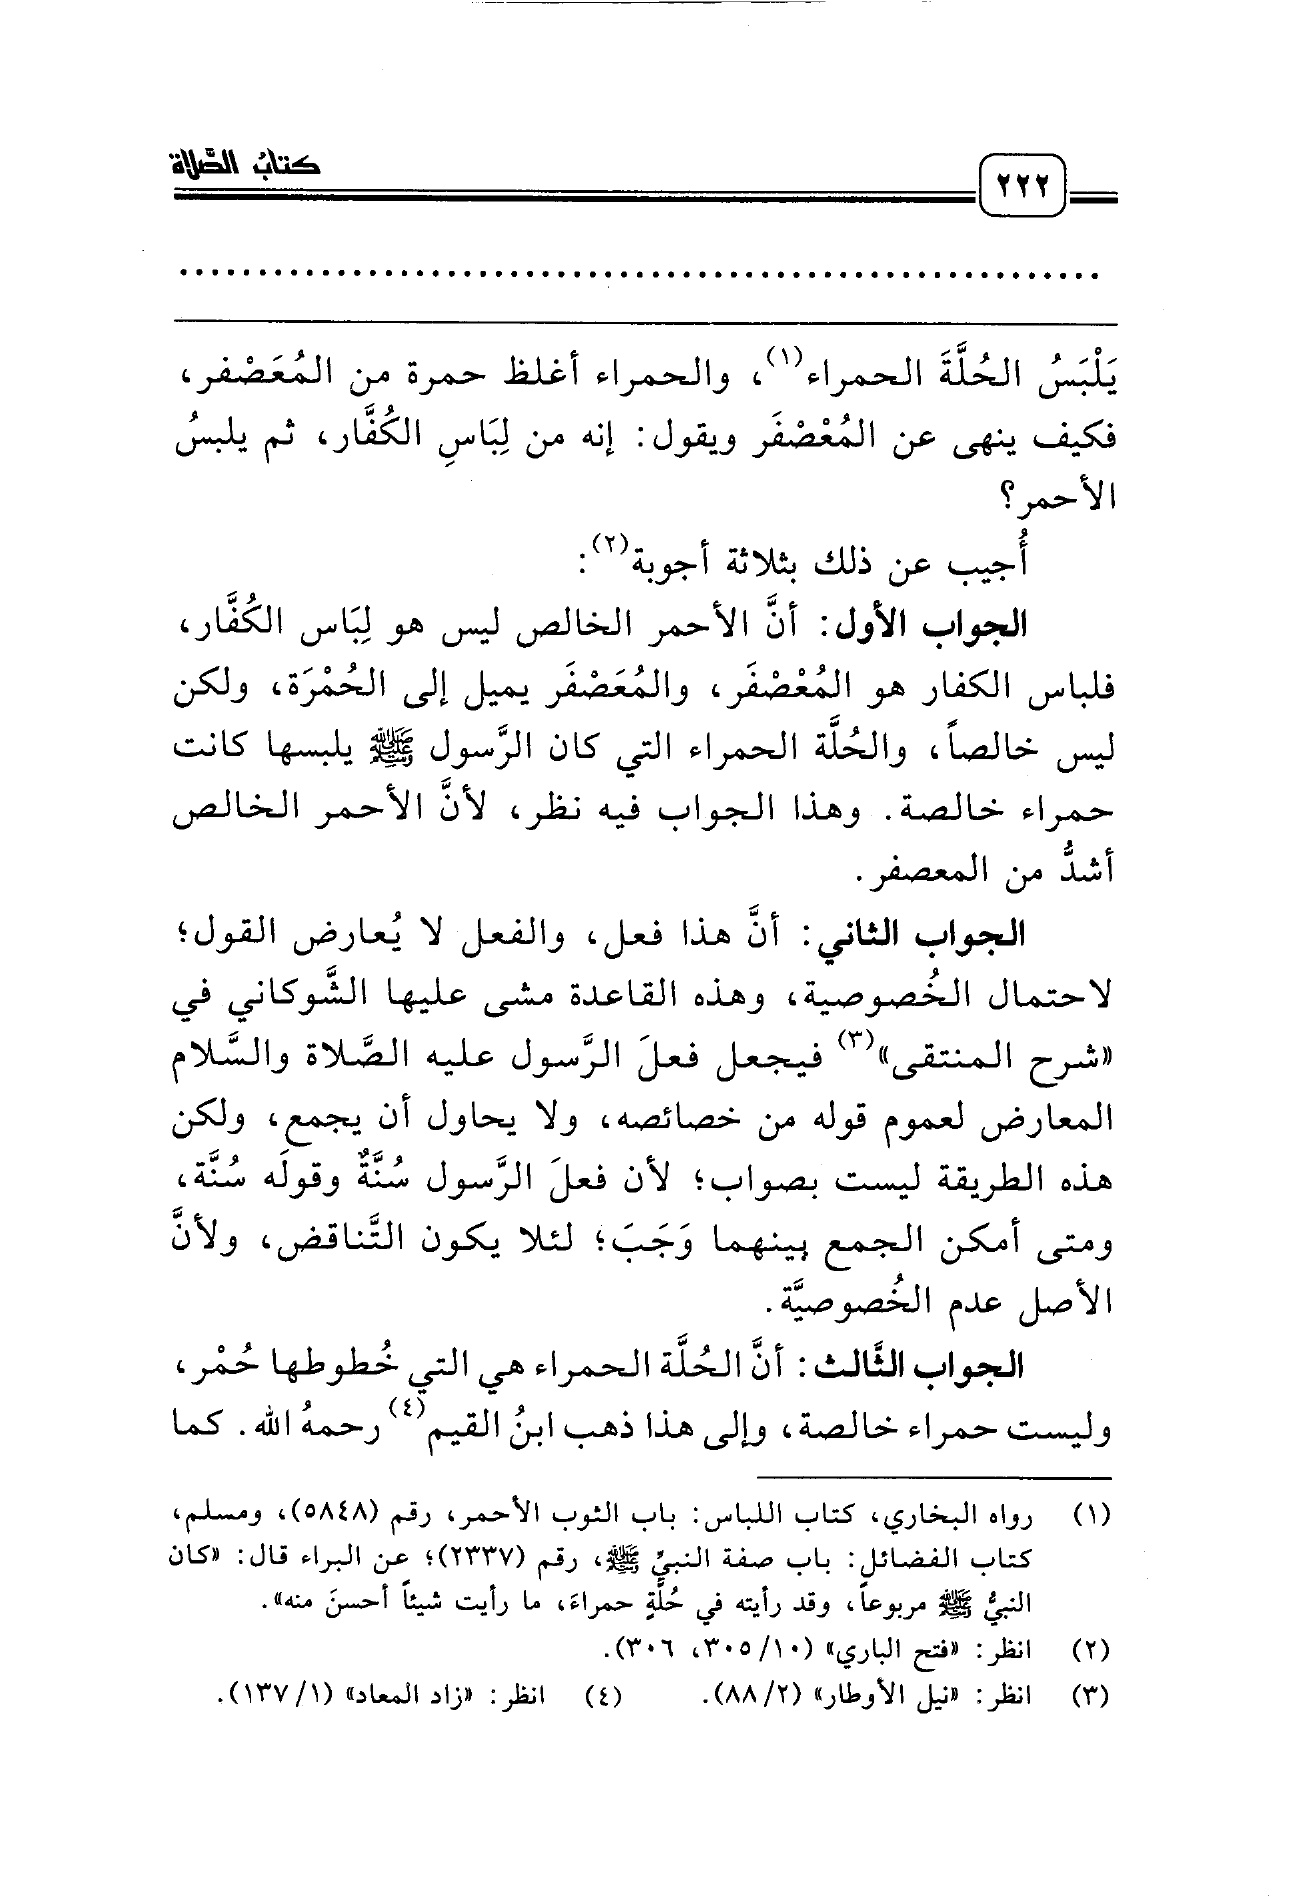 ٢٢٢
كتابُ الصَّلاة
يَلْبَسُ الحُلَّةَ الحمراء(١)، والحمراء أغلظ حمرة من المُعَصْفر،
فكيف ينهى عن المُعْصْفَر ويقول: إنه من لِبَاسِ الكُفَّار، ثم يلبسُ
الأحمر؟
أُجيب عن ذلك بثلاثة أجوبة(٢):
الجواب الأول: أنَّ الأحمر الخالص ليس هو لِبَاس الكُفَّار،
فلباس الكفار هو المُعْصْفَر، والمُعَصْفَر يميل إلى الحُمْرَة، ولكن
ليس خالصاً، والحُلَّة الحمراء التي كان الرَّسول ﷺ يلبسها كانت
حمراء خالصة. وهذا الجواب فيه نظر، لأنَّ الأحمر الخالص
أشدُّ من المعصفر.
الجواب الثاني: أنَّ هذا فعل، والفعل لا يُعارض القول؛
لاحتمال الخُصوصية، وهذه القاعدة مشى عليها الشَّوكاني في
«شرح المنتقى»(٣) فيجعل فعلَ الرَّسول عليه الصَّلاة والسَّلام
المعارض لعموم قوله من خصائصه، ولا يحاول أن يجمع، ولكن
هذه الطريقة ليست بصواب؛ لأن فعلَ الرَّسول سُنَّةٌ وقولَه سُنَّة،
ومتى أمكن الجمع بينهما وَجَبَ؛ لئلا يكون التَّناقض، ولأنَّ
الأصل عدم الخُصوصيَّة.
الجواب الثَّالث: أنَّ الحُلَّة الحمراء هي التي خُطوطها حُمْر،
وليست حمراء خالصة، وإلى هذا ذهب ابنُ القيم(٤) رحمهُ الله. كما
(١) رواه البخاري، كتاب اللباس: باب الثوب الأحمر، رقم (٥٨٤٨)، ومسلم،
كتاب الفضائل: باب صفة النبيِّ ﷺ، رقم (٢٣٣٧)؛ عن البراء قال: «كان
النبيُّ ﷺ مربوعاً، وقد رأيته في حُلَّةٍ حمراءَ، ما رأيت شيئاً أحسنَ منه».
(٢) انظر: «فتح الباري» (١٠/ ٣٠٥، ٣٠٦).
(٣) انظر: «نيل الأوطار» (٢/ ٨٨). (٤) انظر: «زاد المعاد» (١/ ١٣٧).